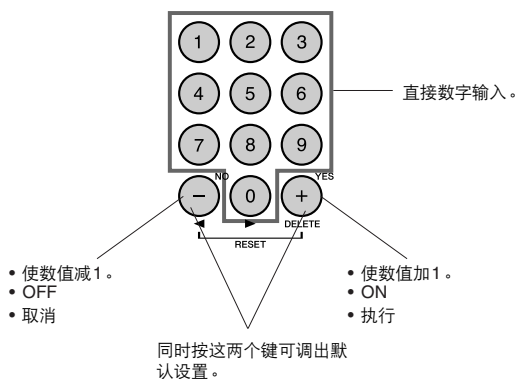 1 2 3
4 5 6
直接数字输入。
7 8 9
NO YES
− 0 +
DELETE
RESET
• 使数值减1。
• OFF
• 取消
• 使数值加1。
• ON
• 执行
同时按这两个键可调出默
认设置。